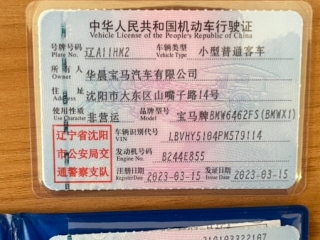 中华人民共和国机动车行驶证
Vehicle License of the People's Republic of China
号牌号码 Plate No. 辽A11HK2 车辆类型 Vehicle Type 小型普通客车
所有人 Owner 华晨宝马汽车有限公司
住址 Address 沈阳市大东区山嘴子路14号
使用性质 Use Character 非营运 品牌型号 Model 宝马牌BMW6462FS(BMWX1)
辽宁省沈阳 车辆识别代号 VIN LBVHY5104PM579114
市公安局交 发动机号码 Engine No. B244E855
通警察支队 注册日期 Register Date 2023-03-15 发证日期 Issue Date 2023-03-15